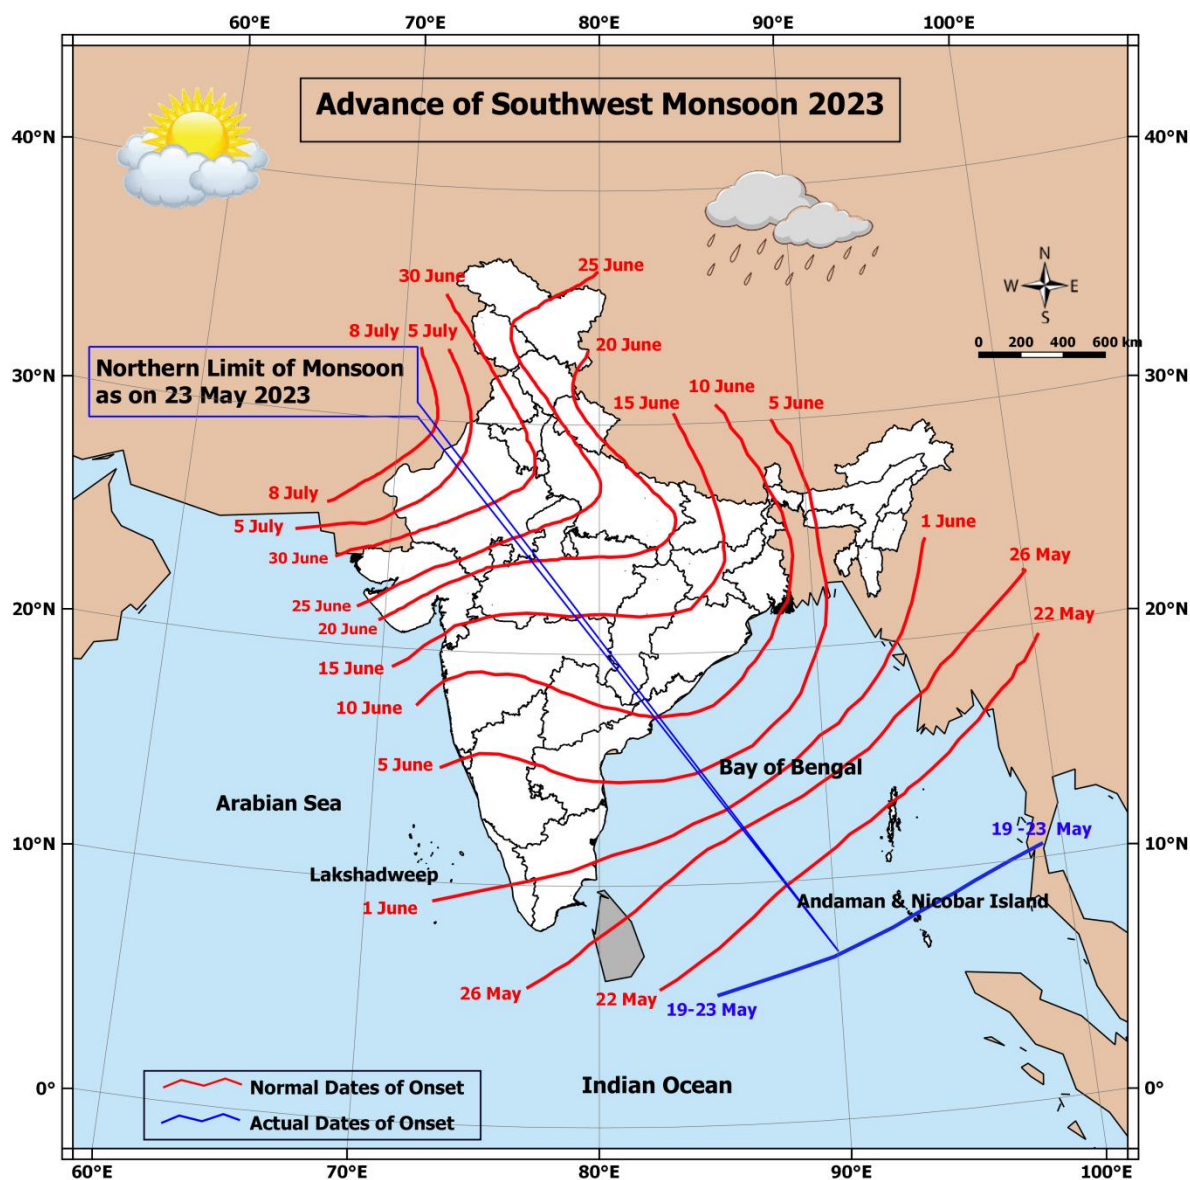 60°E 70°E 80°E 90°E 100°E
Advance of Southwest Monsoon 2023
40°N 40°N
N
W E
S
0 200 400 600 km
25 June
30 June
8 July 5 July
20 June
Northern Limit of Monsoon
as on 23 May 2023
30°N 30°N
10 June
15 June 5 June
8 July
5 July
1 June
30 June
26 May
25 June
20°N 20°N
22 May
20 June
15 June
10 June
5 June
Bay of Bengal
Arabian Sea
19 -23 May
10°N 10°N
Lakshadweep
Andaman & Nicobar Island
1 June
26 May
22 May
19-23 May
Normal Dates of Onset
Indian Ocean
0° 0°
Actual Dates of Onset
60°E 70°E 80°E 90°E 100°E